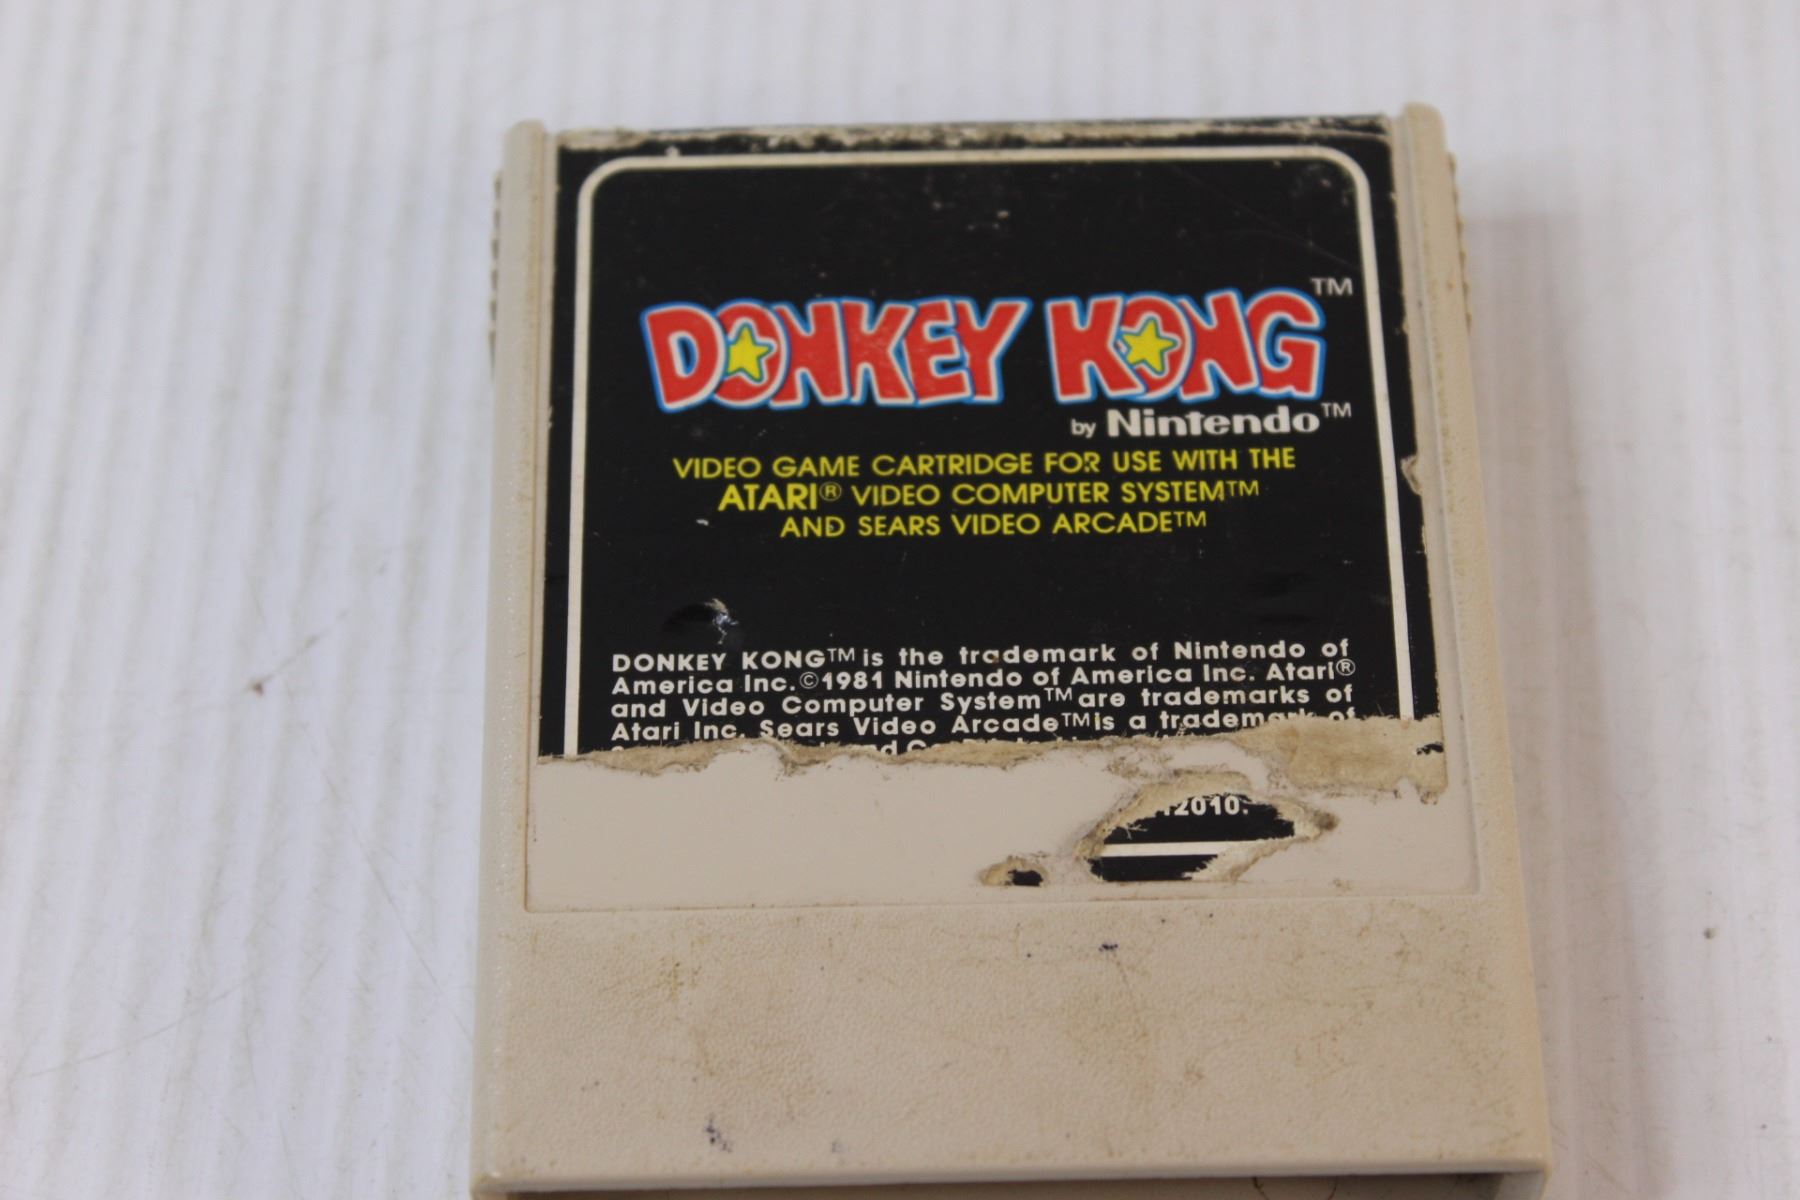 DONKEY KONG™
by Nintendo™
VIDEO GAME CARTRIDGE FOR USE WITH THE
ATARI® VIDEO COMPUTER SYSTEM™
AND SEARS VIDEO ARCADE™
DONKEY KONG™ is the trademark of Nintendo of
America Inc. ©1981 Nintendo of America Inc. Atari®
and Video Computer System™ are trademarks of
Atari Inc. Sears Video Arcade™ is a trademark of
12010.